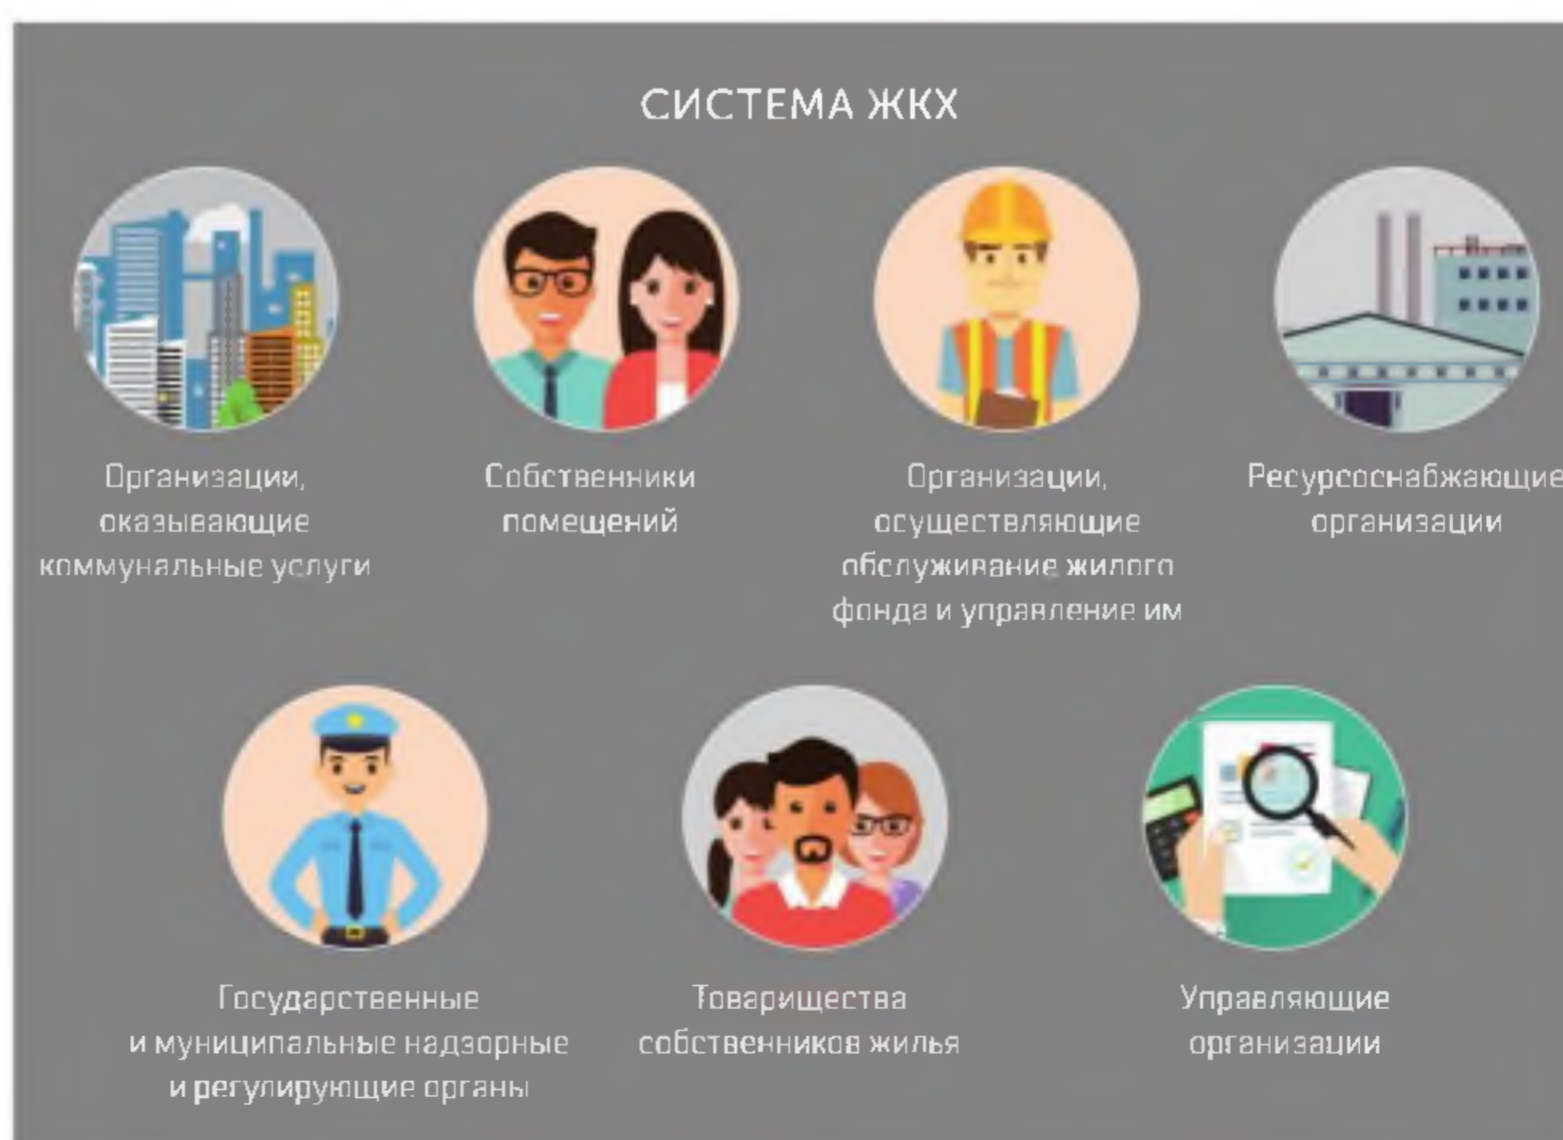 СИСТЕМА ЖКХ
Организации,
оказывающие
коммунальные услуги
Собственники
помещений
Организации,
осуществляющие
обслуживание жилого
фонда и управление им
Ресурсоснабжающие
организации
Государственные
и муниципальные надзорные
и регулирующие органы
Товарищества
собственников жилья
Управляющие
организации